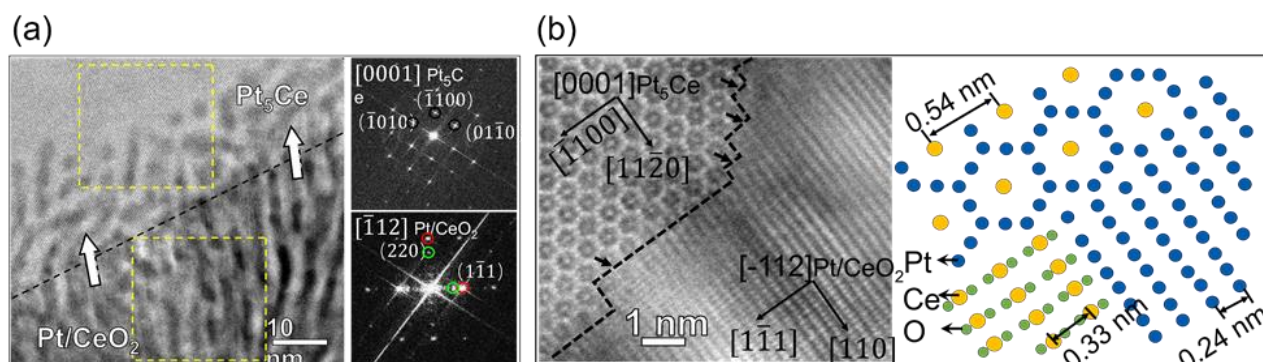 (a)
(b)
Pt₅Ce
Pt/CeO₂
10
nm
[0001] Pt₅C
e
(1̄100)
(1̄010)
(011̄0)
[1̄12] Pt/CeO₂
(220)
(11̄1)
[0001]Pt₅Ce
[1̄100]
[112̄0]
[-112]Pt/CeO₂
[11̄1]
[110]
1 nm
0.54 nm
Pt
Ce
O
0.33 nm
0.24 nm